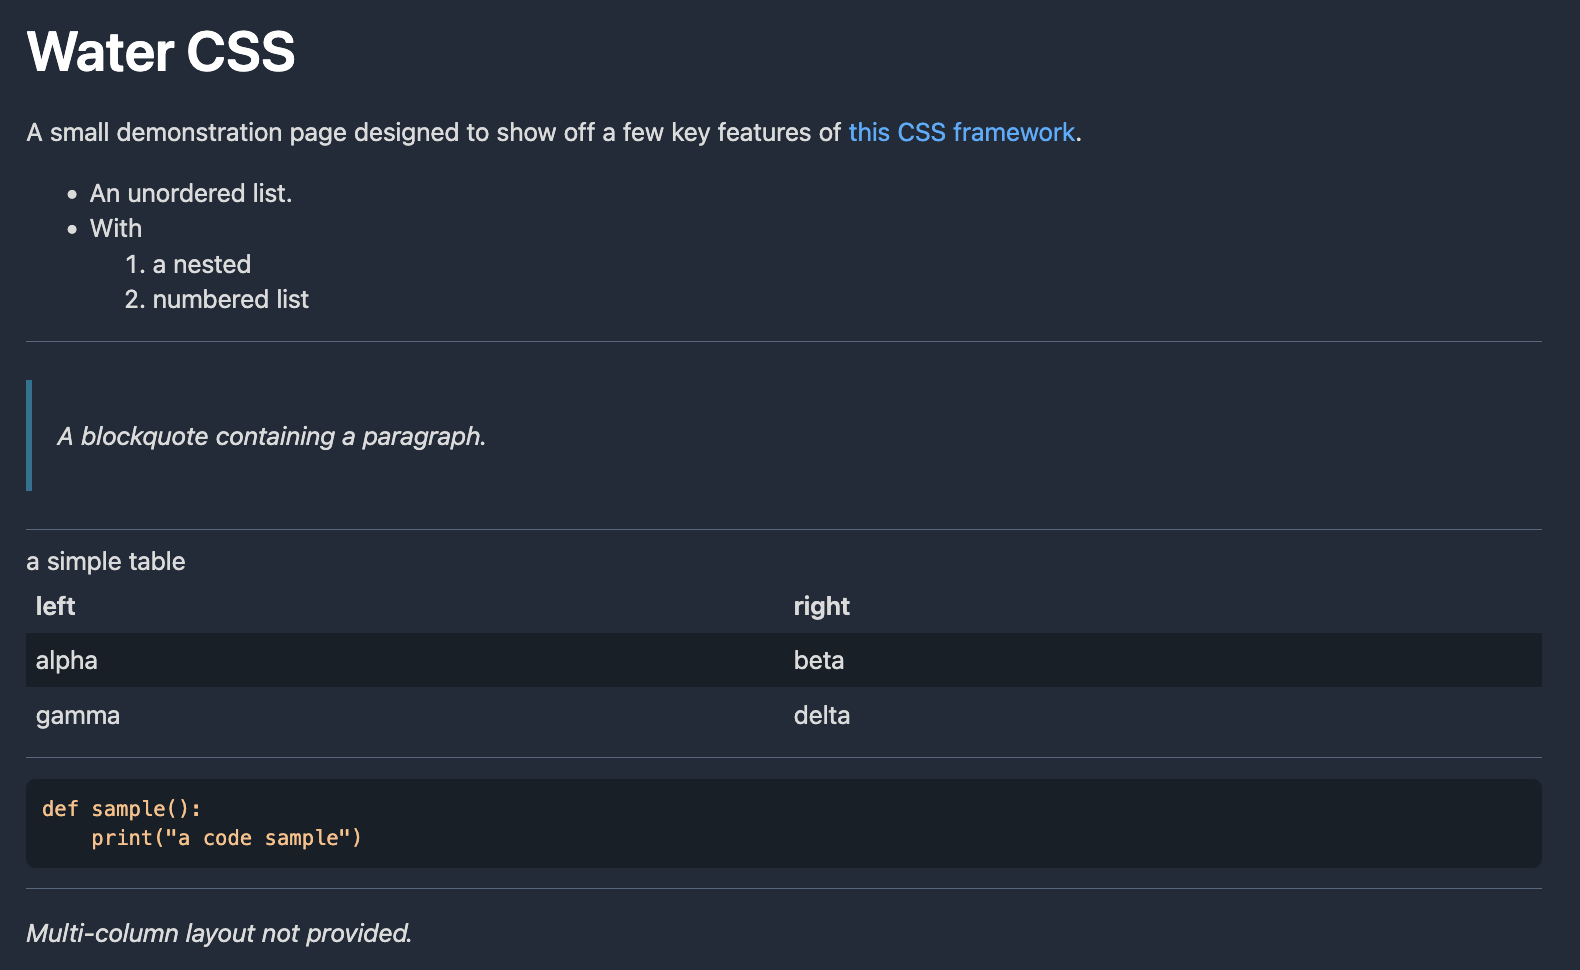 Water CSS
A small demonstration page designed to show off a few key features of this CSS framework.
An unordered list.
With
1. a nested
2. numbered list
A blockquote containing a paragraph.
a simple table
left right
alpha beta
gamma delta
def sample():
    print("a code sample")
Multi-column layout not provided.